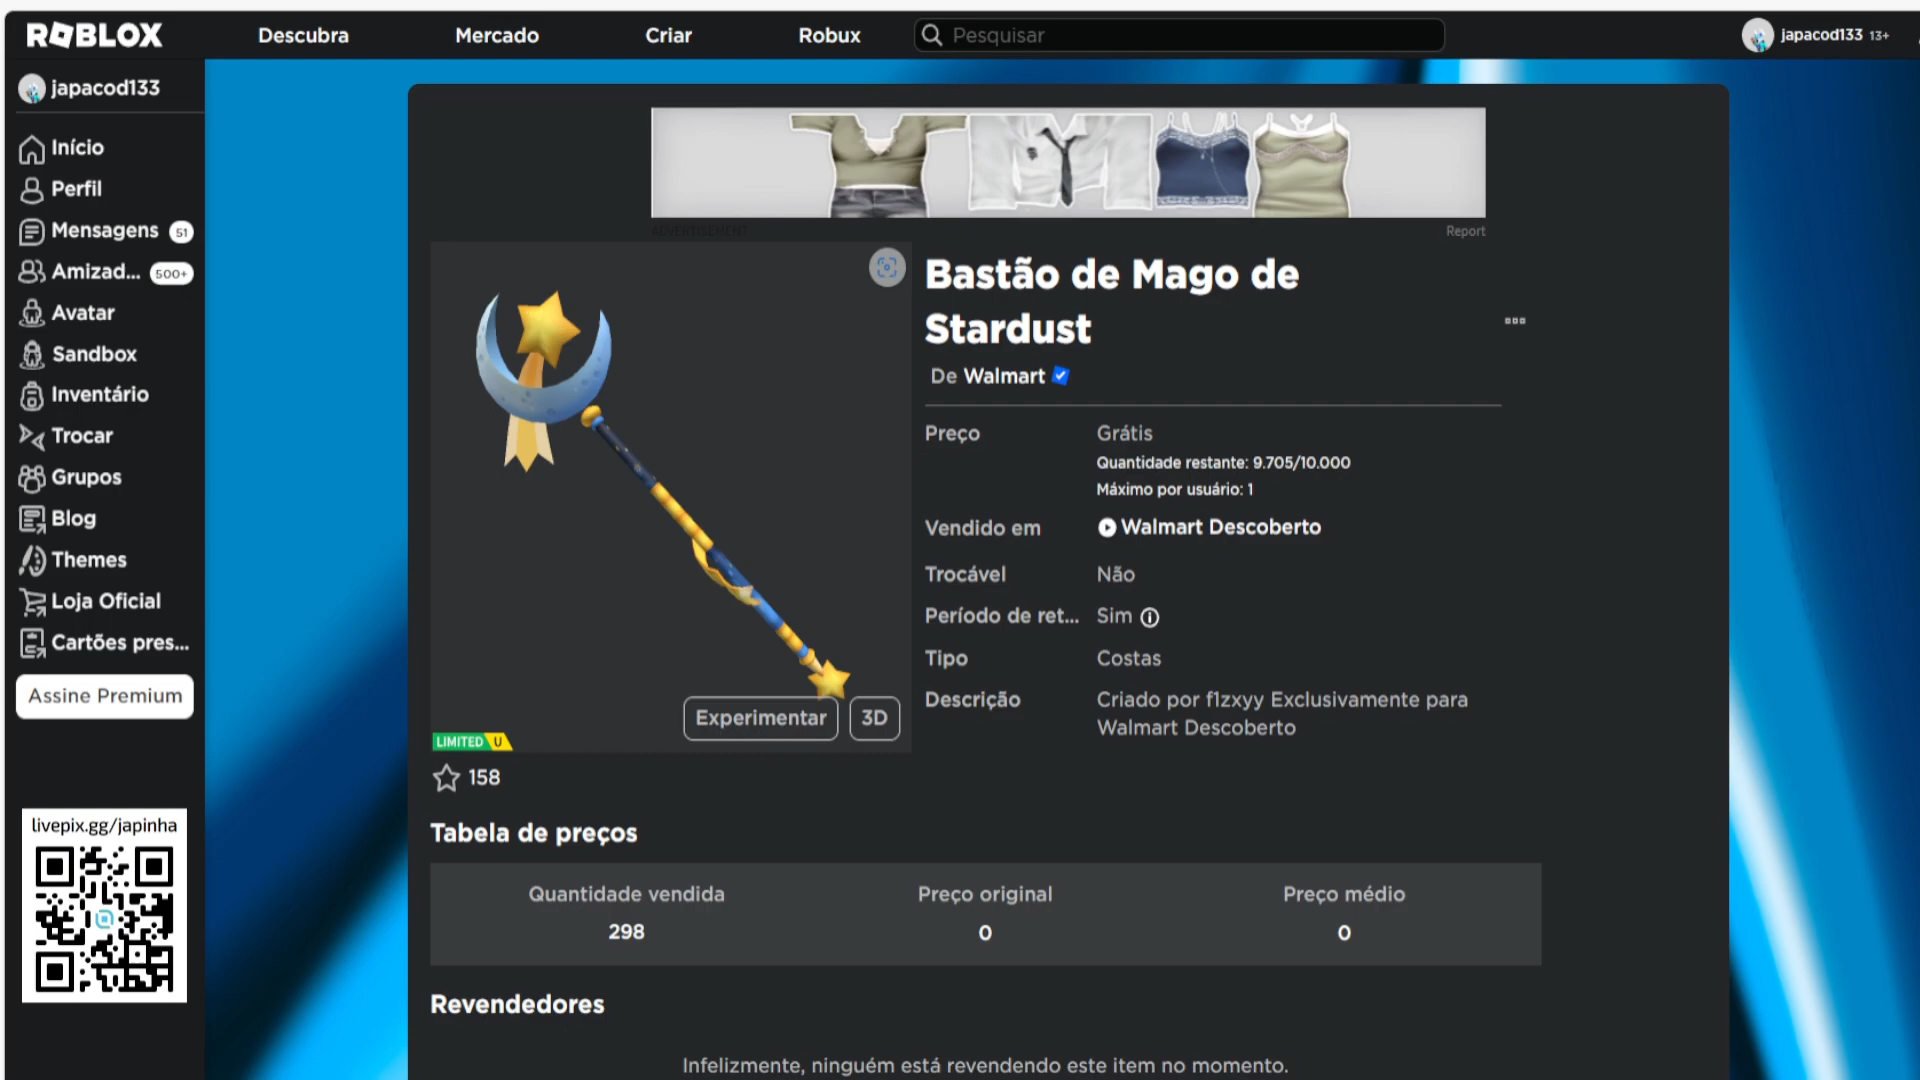 ROBLOX
Descubra
Mercado
Criar
Robux
Pesquisar
japacod133 13+
japacod133
Início
Perfil
Mensagens 51
Amizad... 500+
Avatar
Sandbox
Inventário
Trocar
Grupos
Blog
Themes
Loja Oficial
Cartões pres...
Assine Premium
livepix.gg/japinha
ADVERTISEMENT
Report
Bastão de Mago de
Stardust
De Walmart
Preço Grátis
Quantidade restante: 9.705/10.000
Máximo por usuário: 1
Vendido em Walmart Descoberto
Trocável Não
Período de ret... Sim
Tipo Costas
Descrição Criado por f1zxyy Exclusivamente para
Walmart Descoberto
Experimentar
3D
LIMITED U
158
Tabela de preços
Quantidade vendida Preço original Preço médio
298 0 0
Revendedores
Infelizmente, ninguém está revendendo este item no momento.